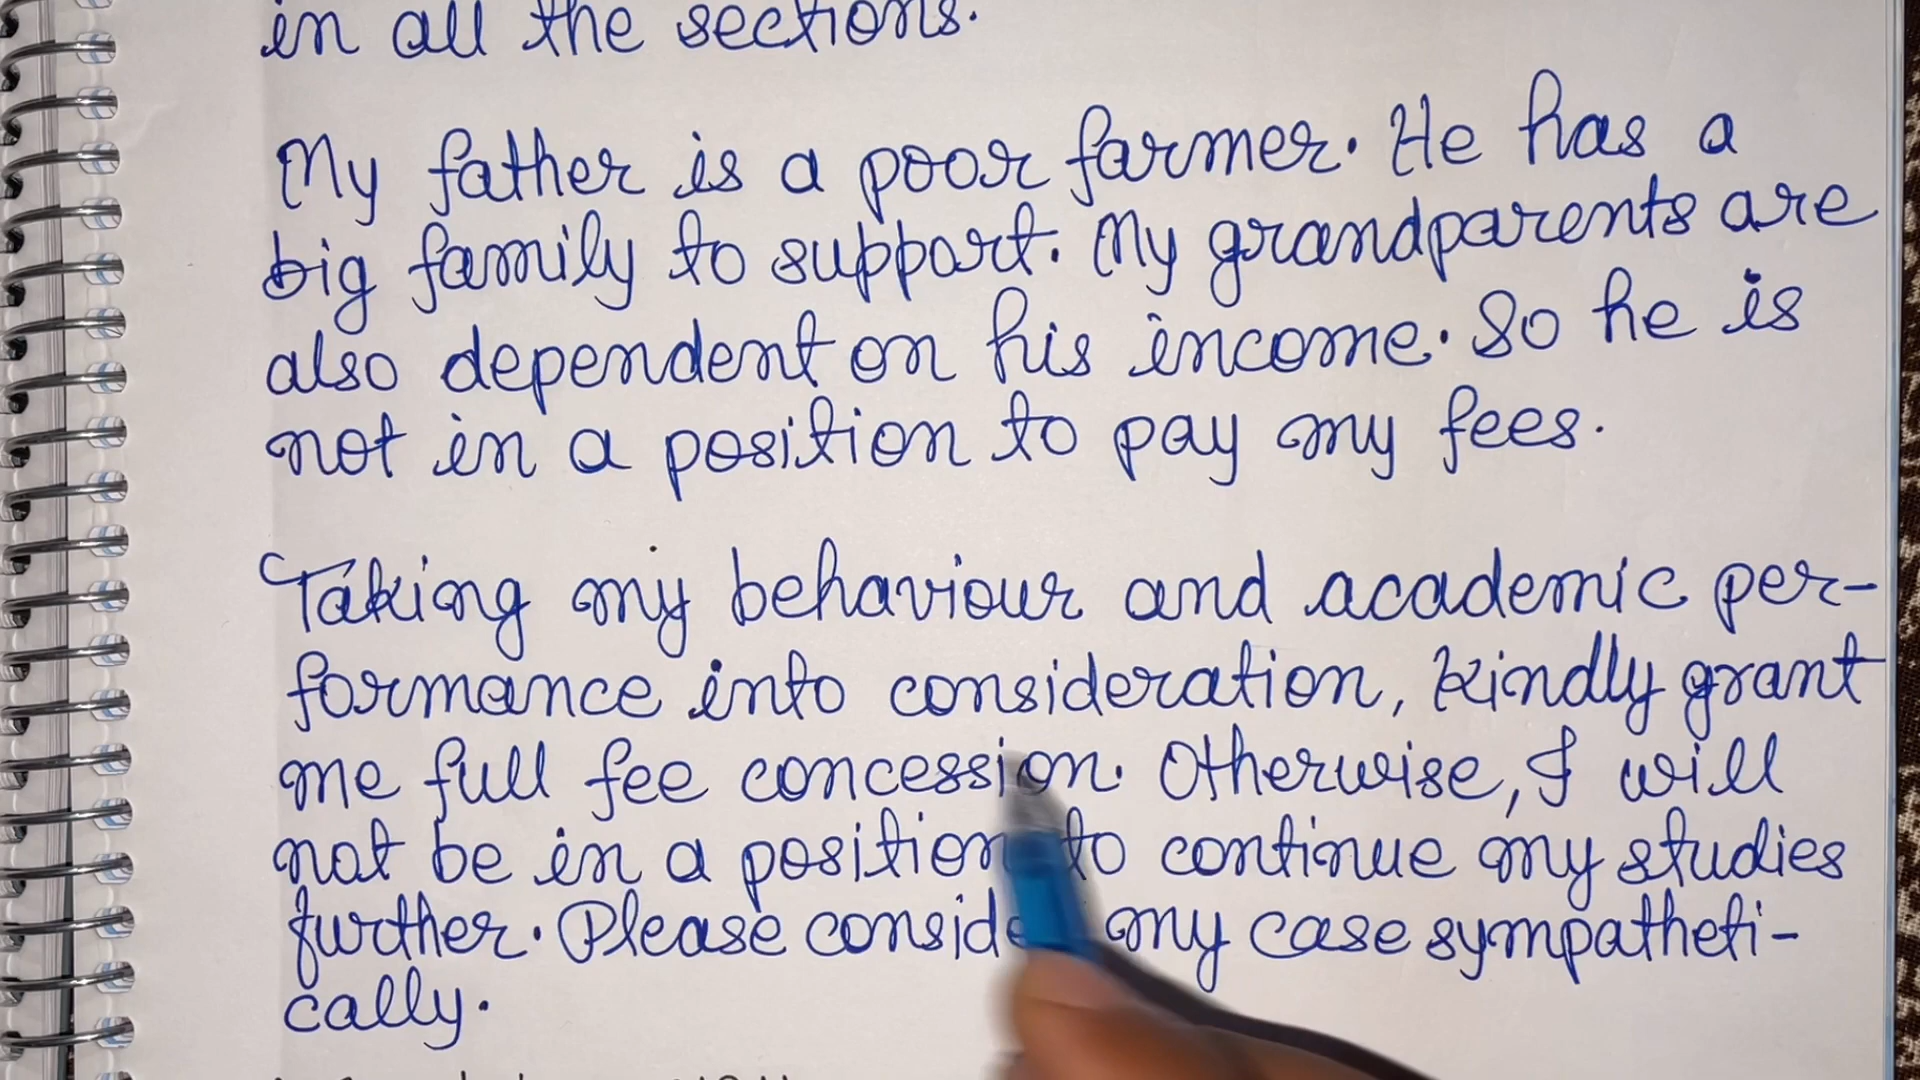 in all the sections.
My father is a poor farmer. He has a
big family to support. My grandparents are
also dependent on his income. So he is
not in a position to pay my fees.
Taking my behaviour and academic per-
formance into consideration, kindly grant
me full fee concession. Otherwise, I will
not be in a position to continue my studies
further. Please conside my case sympatheti-
cally.